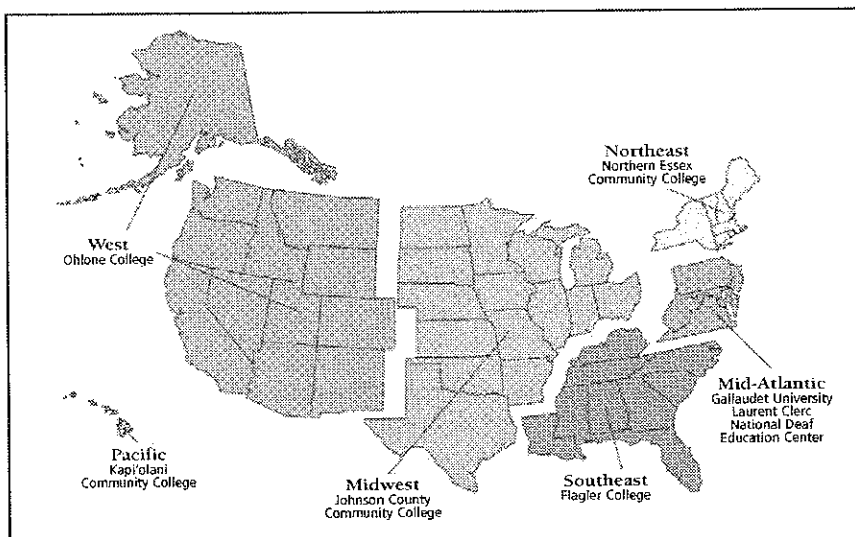 Northeast
Northern Essex
Community College
West
Ohlone College
Mid-Atlantic
Gallaudet University
Laurent Clerc
National Deaf
Education Center
Pacific
Kapi'olani
Community College
Midwest
Johnson County
Community College
Southeast
Flagler College